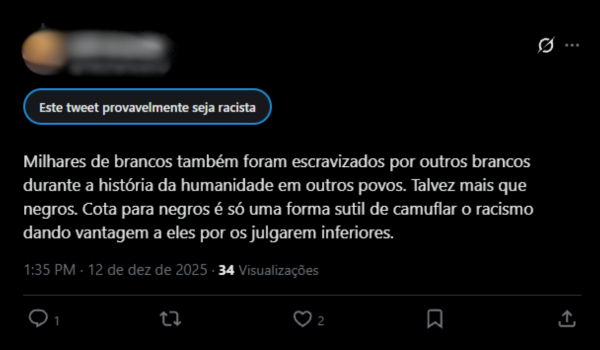 Este tweet provavelmente seja racista
Milhares de brancos também foram escravizados por outros brancos
durante a história da humanidade em outros povos. Talvez mais que
negros. Cota para negros é só uma forma sutil de camuflar o racismo
dando vantagem a eles por os julgarem inferiores.
1:35 PM · 12 de dez de 2025 · 34 Visualizações
1 2